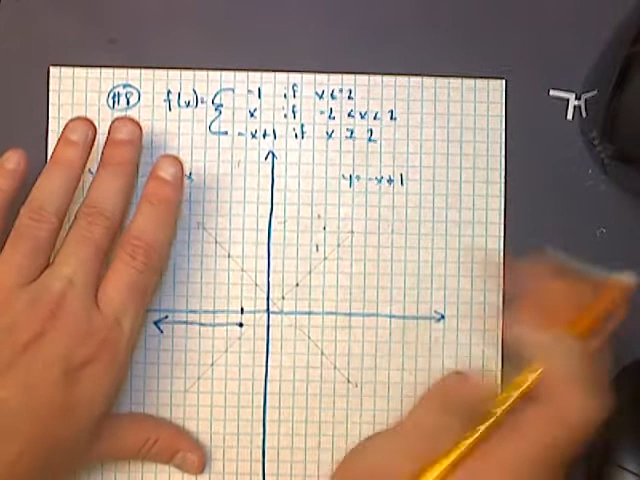 #8 f(x)= { -1 if x<-2
x if -2<x<2
-x+1 if x≥2
y=-x+1